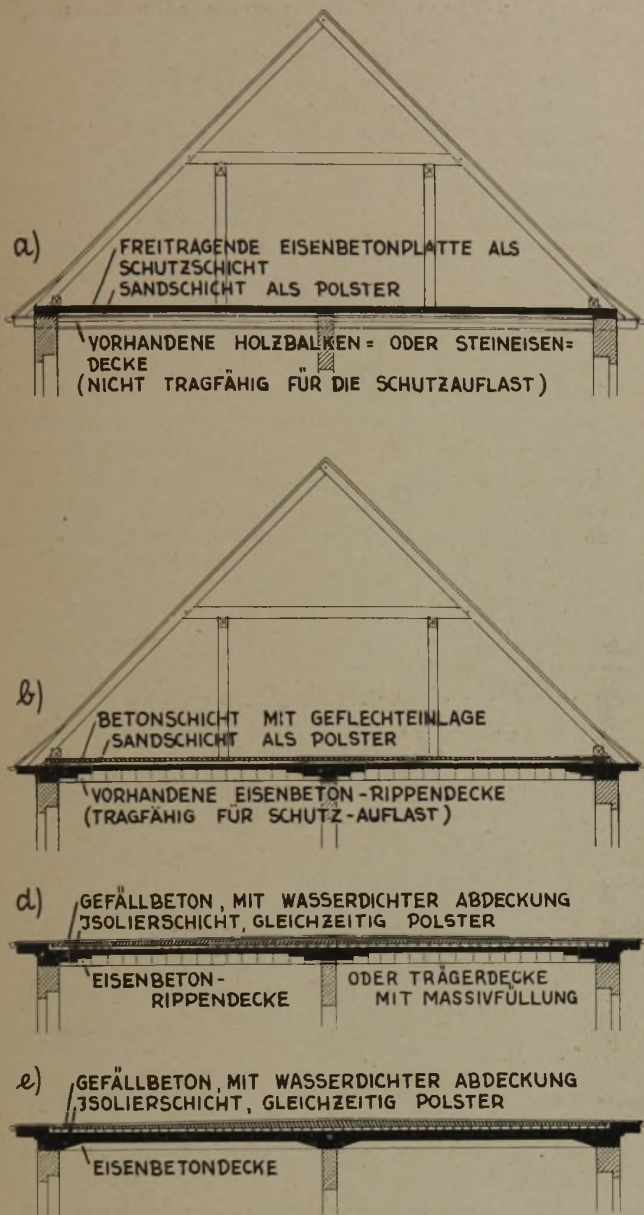 a)
FREITRAGENDE EISENBETONPLATTE ALS
SCHUTZSCHICHT
SANDSCHICHT ALS POLSTER
VORHANDENE HOLZBALKEN= ODER STEINEISEN=
DECKE
(NICHT TRAGFÄHIG FÜR DIE SCHUTZAUFLAST)
b)
BETONSCHICHT MIT GEFLECHTEINLAGE
SANDSCHICHT ALS POLSTER
VORHANDENE EISENBETON-RIPPENDECKE
(TRAGFÄHIG FÜR SCHUTZ-AUFLAST)
d)
GEFÄLLBETON, MIT WASSERDICHTER ABDECKUNG
JSOLIERSCHICHT, GLEICHZEITIG POLSTER
EISENBETON- ODER TRÄGERDECKE
RIPPENDECKE MIT MASSIVFÜLLUNG
e)
GEFÄLLBETON, MIT WASSERDICHTER ABDECKUNG
JSOLIERSCHICHT, GLEICHZEITIG POLSTER
EISENBETONDECKE